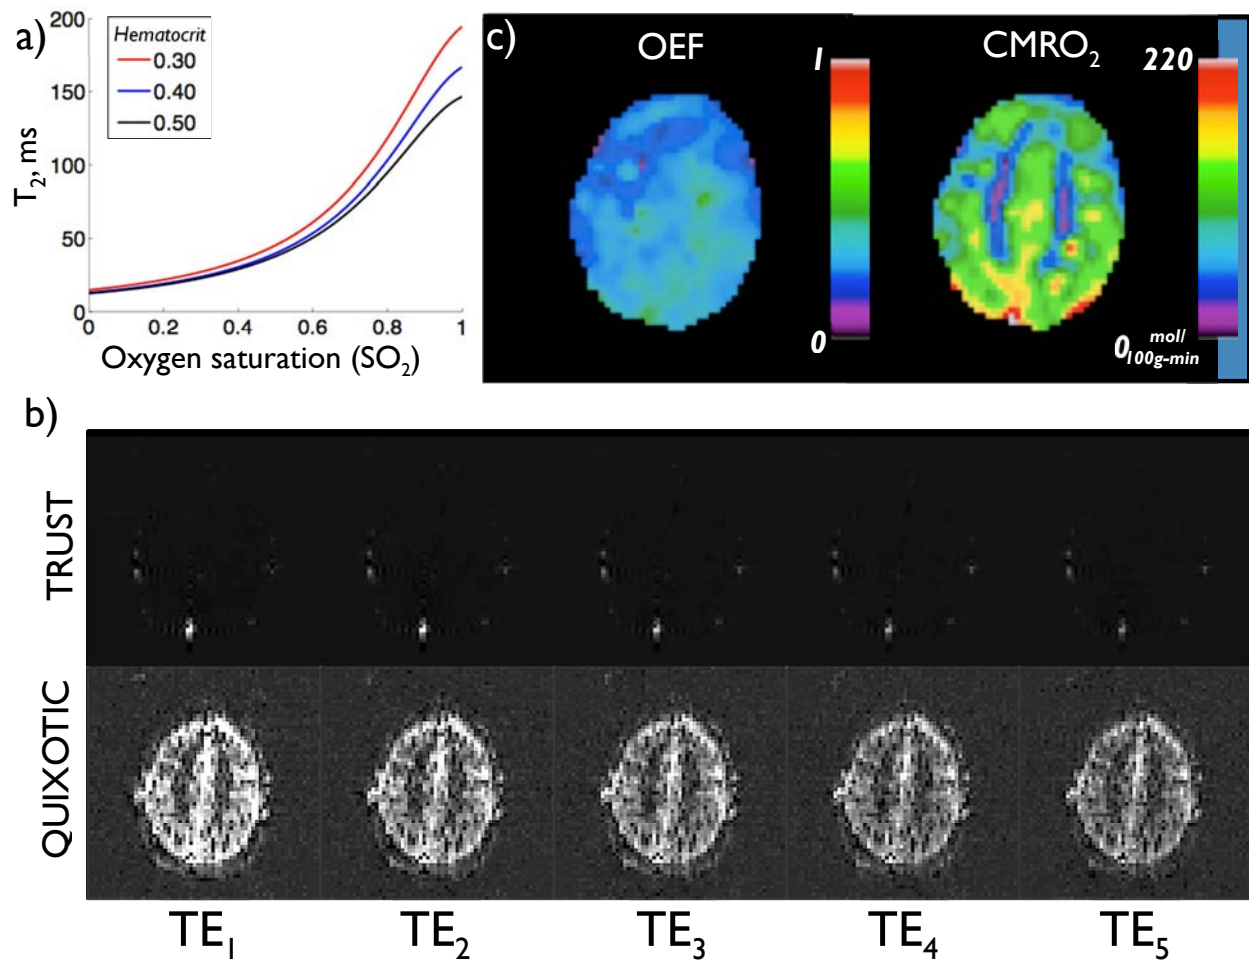 a)
Hematocrit
0.30
0.40
0.50
200
150
100
50
0
T2, ms
0 0.2 0.4 0.6 0.8 1
Oxygen saturation (SO2)
c)
OEF
1
0
CMRO2
220
0 mol/
100g-min
b)
TRUST
QUIXOTIC
TE1 TE2 TE3 TE4 TE5